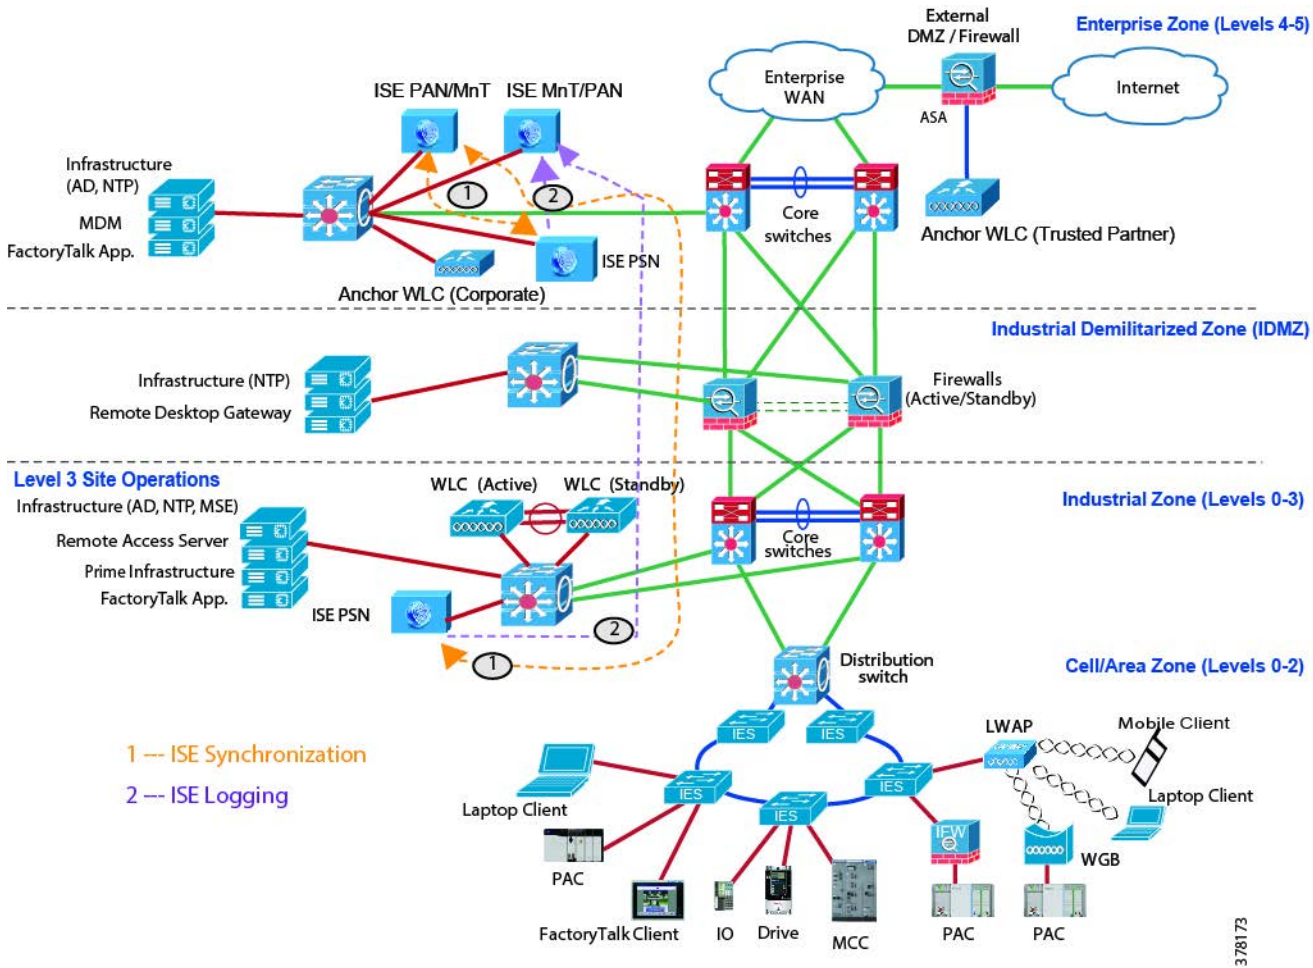 External
DMZ / Firewall
Enterprise Zone (Levels 4-5)
Enterprise
WAN
Internet
ASA
ISE PAN/MnT
ISE MnT/PAN
Infrastructure
(AD, NTP)
MDM
FactoryTalk App.
1
2
Core
switches
Anchor WLC (Trusted Partner)
ISE PSN
Anchor WLC (Corporate)
Industrial Demilitarized Zone (IDMZ)
Infrastructure (NTP)
Remote Desktop Gateway
Firewalls
(Active/Standby)
Level 3 Site Operations
Infrastructure (AD, NTP, MSE)
Remote Access Server
Prime Infrastructure
FactoryTalk App.
WLC (Active)
WLC (Standby)
Industrial Zone (Levels 0-3)
Core
switches
ISE PSN
2
1
Distribution
switch
Cell/Area Zone (Levels 0-2)
1 --- ISE Synchronization
2 --- ISE Logging
IES
IES
IES
IES
IES
LWAP
Mobile Client
Laptop Client
Laptop Client
PAC
FactoryTalk Client
IO
Drive
MCC
IFW
WGB
PAC
PAC
378173